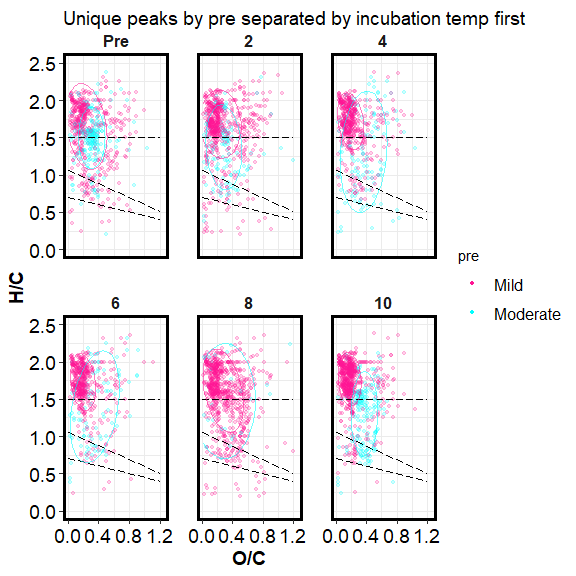 Unique peaks by pre separated by incubation temp first
Pre 2 4
2.5
2.0
1.5
1.0
0.5
0.0
6 8 10
2.5
2.0
1.5
1.0
0.5
0.0
H/C
0.0 0.4 0.8 1.2 0.0 0.4 0.8 1.2 0.0 0.4 0.8 1.2
O/C
pre
Mild
Moderate